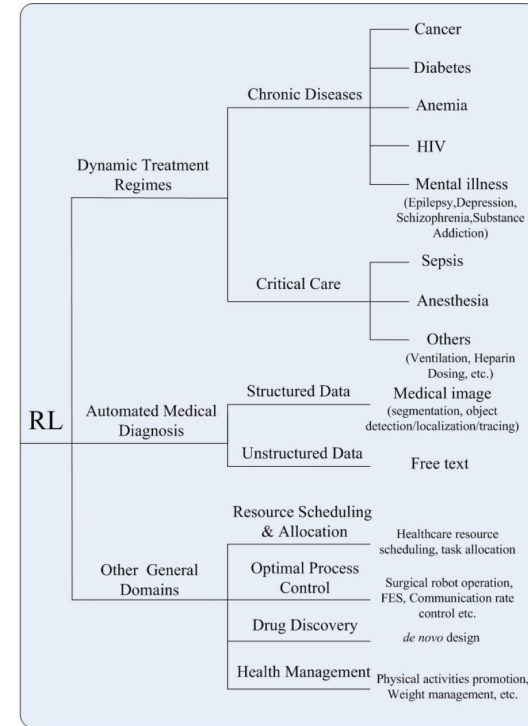 RL
Dynamic Treatment
Regimes
Chronic Diseases
Cancer
Diabetes
Anemia
HIV
Mental illness
(Epilepsy,Depression,
Schizophrenia,Substance
Addiction)
Critical Care
Sepsis
Anesthesia
Others
(Ventilation, Heparin
Dosing, etc.)
Automated Medical
Diagnosis
Structured Data
Medical image
(segmentation, object
detection/localization/tracing)
Unstructured Data
Free text
Other General
Domains
Resource Scheduling
& Allocation
Healthcare resource
scheduling, task allocation
Optimal Process
Control
Surgical robot operation,
FES, Communication rate
control etc.
Drug Discovery
de novo design
Health Management
Physical activities promotion,
Weight management, etc.